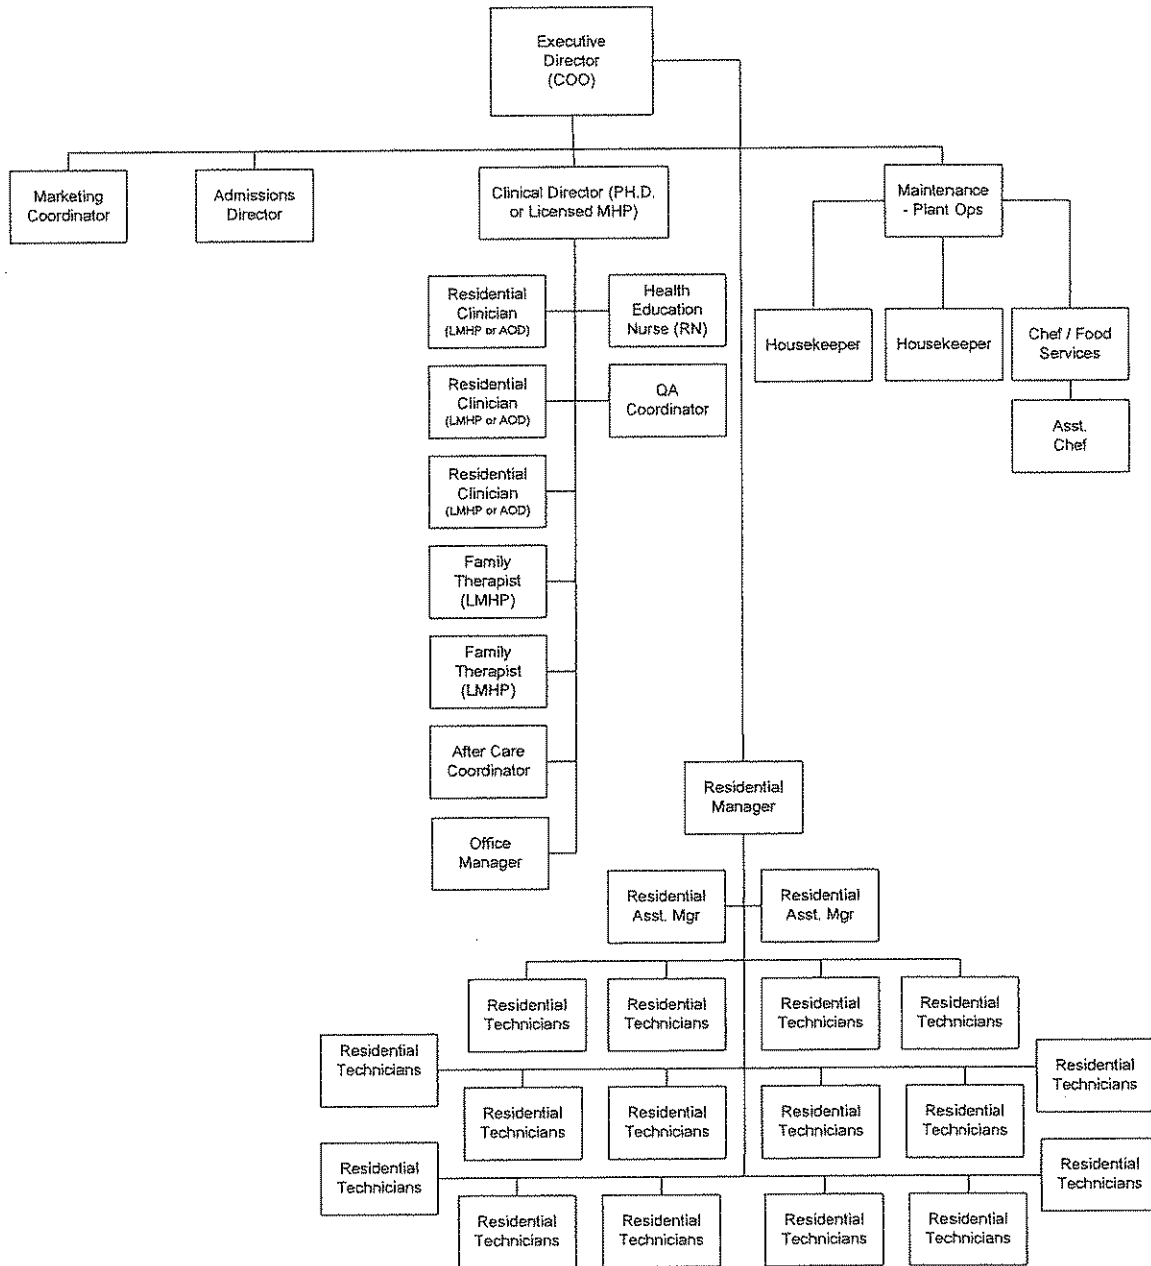 Executive
Director
(COO)
Marketing
Coordinator
Admissions
Director
Clinical Director (PH.D.
or Licensed MHP)
Maintenance
- Plant Ops
Residential
Clinician
(LMHP or AOD)
Health
Education
Nurse (RN)
Housekeeper
Housekeeper
Chef / Food
Services
Residential
Clinician
(LMHP or AOD)
QA
Coordinator
Asst.
Chef
Residential
Clinician
(LMHP or AOD)
Family
Therapist
(LMHP)
Family
Therapist
(LMHP)
After Care
Coordinator
Residential
Manager
Office
Manager
Residential
Asst. Mgr
Residential
Asst. Mgr
Residential
Technicians
Residential
Technicians
Residential
Technicians
Residential
Technicians
Residential
Technicians
Residential
Technicians
Residential
Technicians
Residential
Technicians
Residential
Technicians
Residential
Technicians
Residential
Technicians
Residential
Technicians
Residential
Technicians
Residential
Technicians
Residential
Technicians
Residential
Technicians